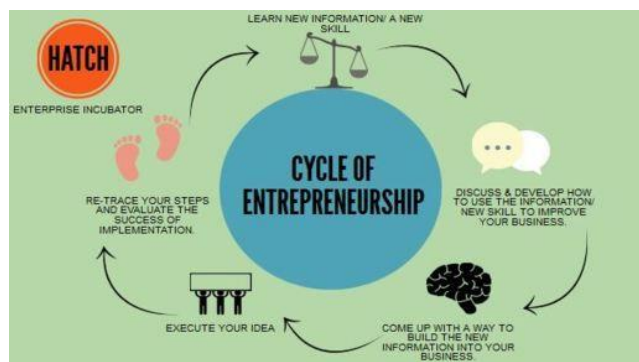 HATCH
ENTERPRISE INCUBATOR
LEARN NEW INFORMATION/ A NEW
SKILL
CYCLE OF
ENTREPRENEURSHIP
DISCUSS & DEVELOP HOW
TO USE THE INFORMATION/
NEW SKILL TO IMPROVE
YOUR BUSINESS.
COME UP WITH A WAY TO
BUILD THE NEW
INFORMATION INTO YOUR
BUSINESS.
EXECUTE YOUR IDEA
RE-TRACE YOUR STEPS
AND EVALUATE THE
SUCCESS OF
IMPLEMENTATION.